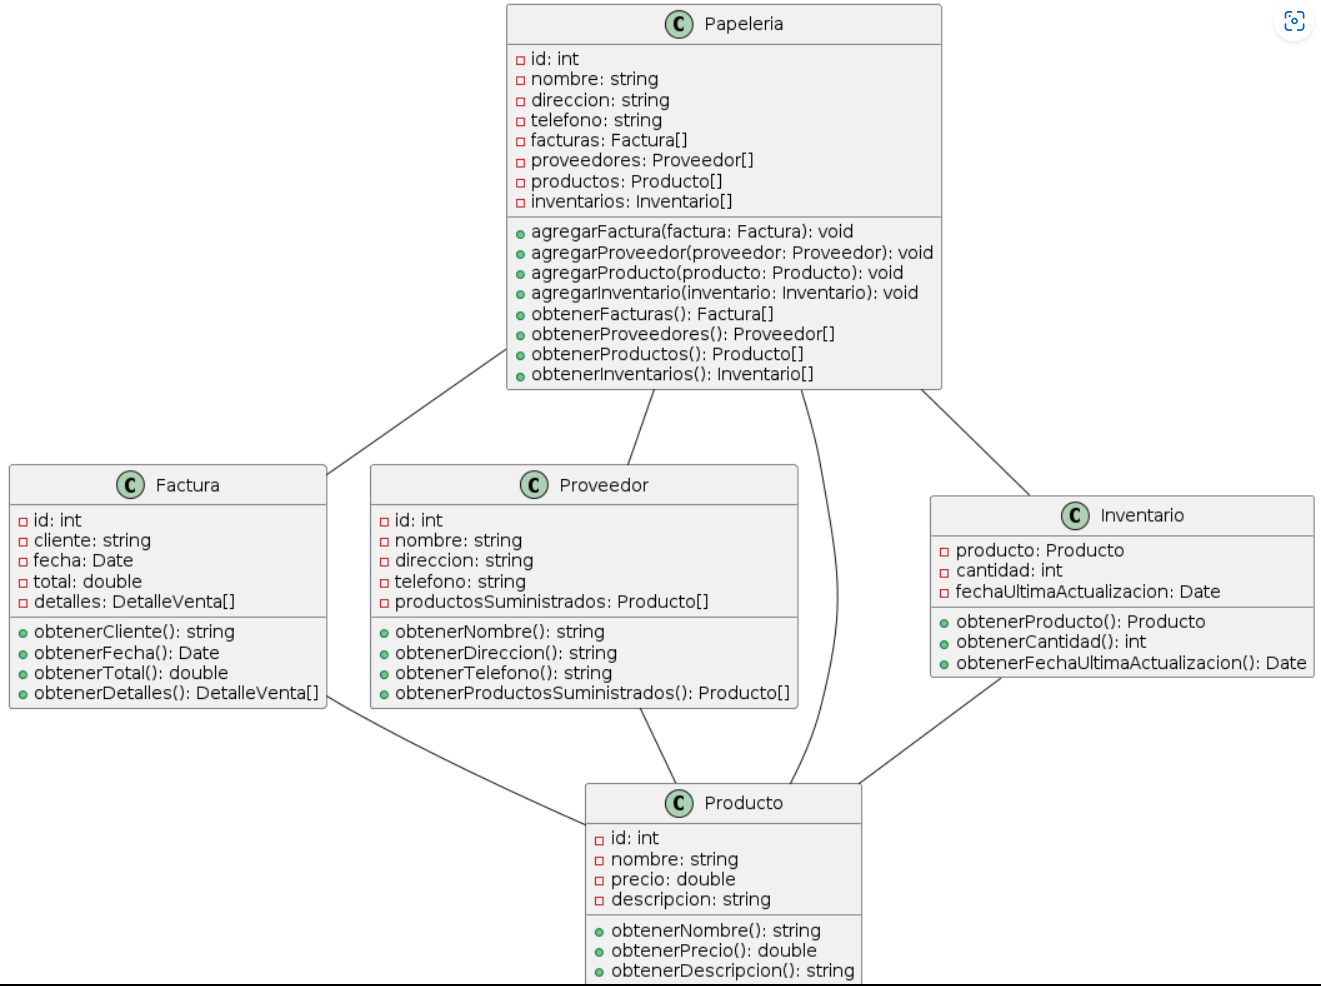 C Papeleria
id: int
nombre: string
direccion: string
telefono: string
facturas: Factura[]
proveedores: Proveedor[]
productos: Producto[]
inventarios: Inventario[]
agregarFactura(factura: Factura): void
agregarProveedor(proveedor: Proveedor): void
agregarProducto(producto: Producto): void
agregarInventario(inventario: Inventario): void
obtenerFacturas(): Factura[]
obtenerProveedores(): Proveedor[]
obtenerProductos(): Producto[]
obtenerInventarios(): Inventario[]
C Factura
id: int
cliente: string
fecha: Date
total: double
detalles: DetalleVenta[]
obtenerCliente(): string
obtenerFecha(): Date
obtenerTotal(): double
obtenerDetalles(): DetalleVenta[]
C Proveedor
id: int
nombre: string
direccion: string
telefono: string
productosSuministrados: Producto[]
obtenerNombre(): string
obtenerDireccion(): string
obtenerTelefono(): string
obtenerProductosSuministrados(): Producto[]
C Inventario
producto: Producto
cantidad: int
fechaUltimaActualizacion: Date
obtenerProducto(): Producto
obtenerCantidad(): int
obtenerFechaUltimaActualizacion(): Date
C Producto
id: int
nombre: string
precio: double
descripcion: string
obtenerNombre(): string
obtenerPrecio(): double
obtenerDescripcion(): string